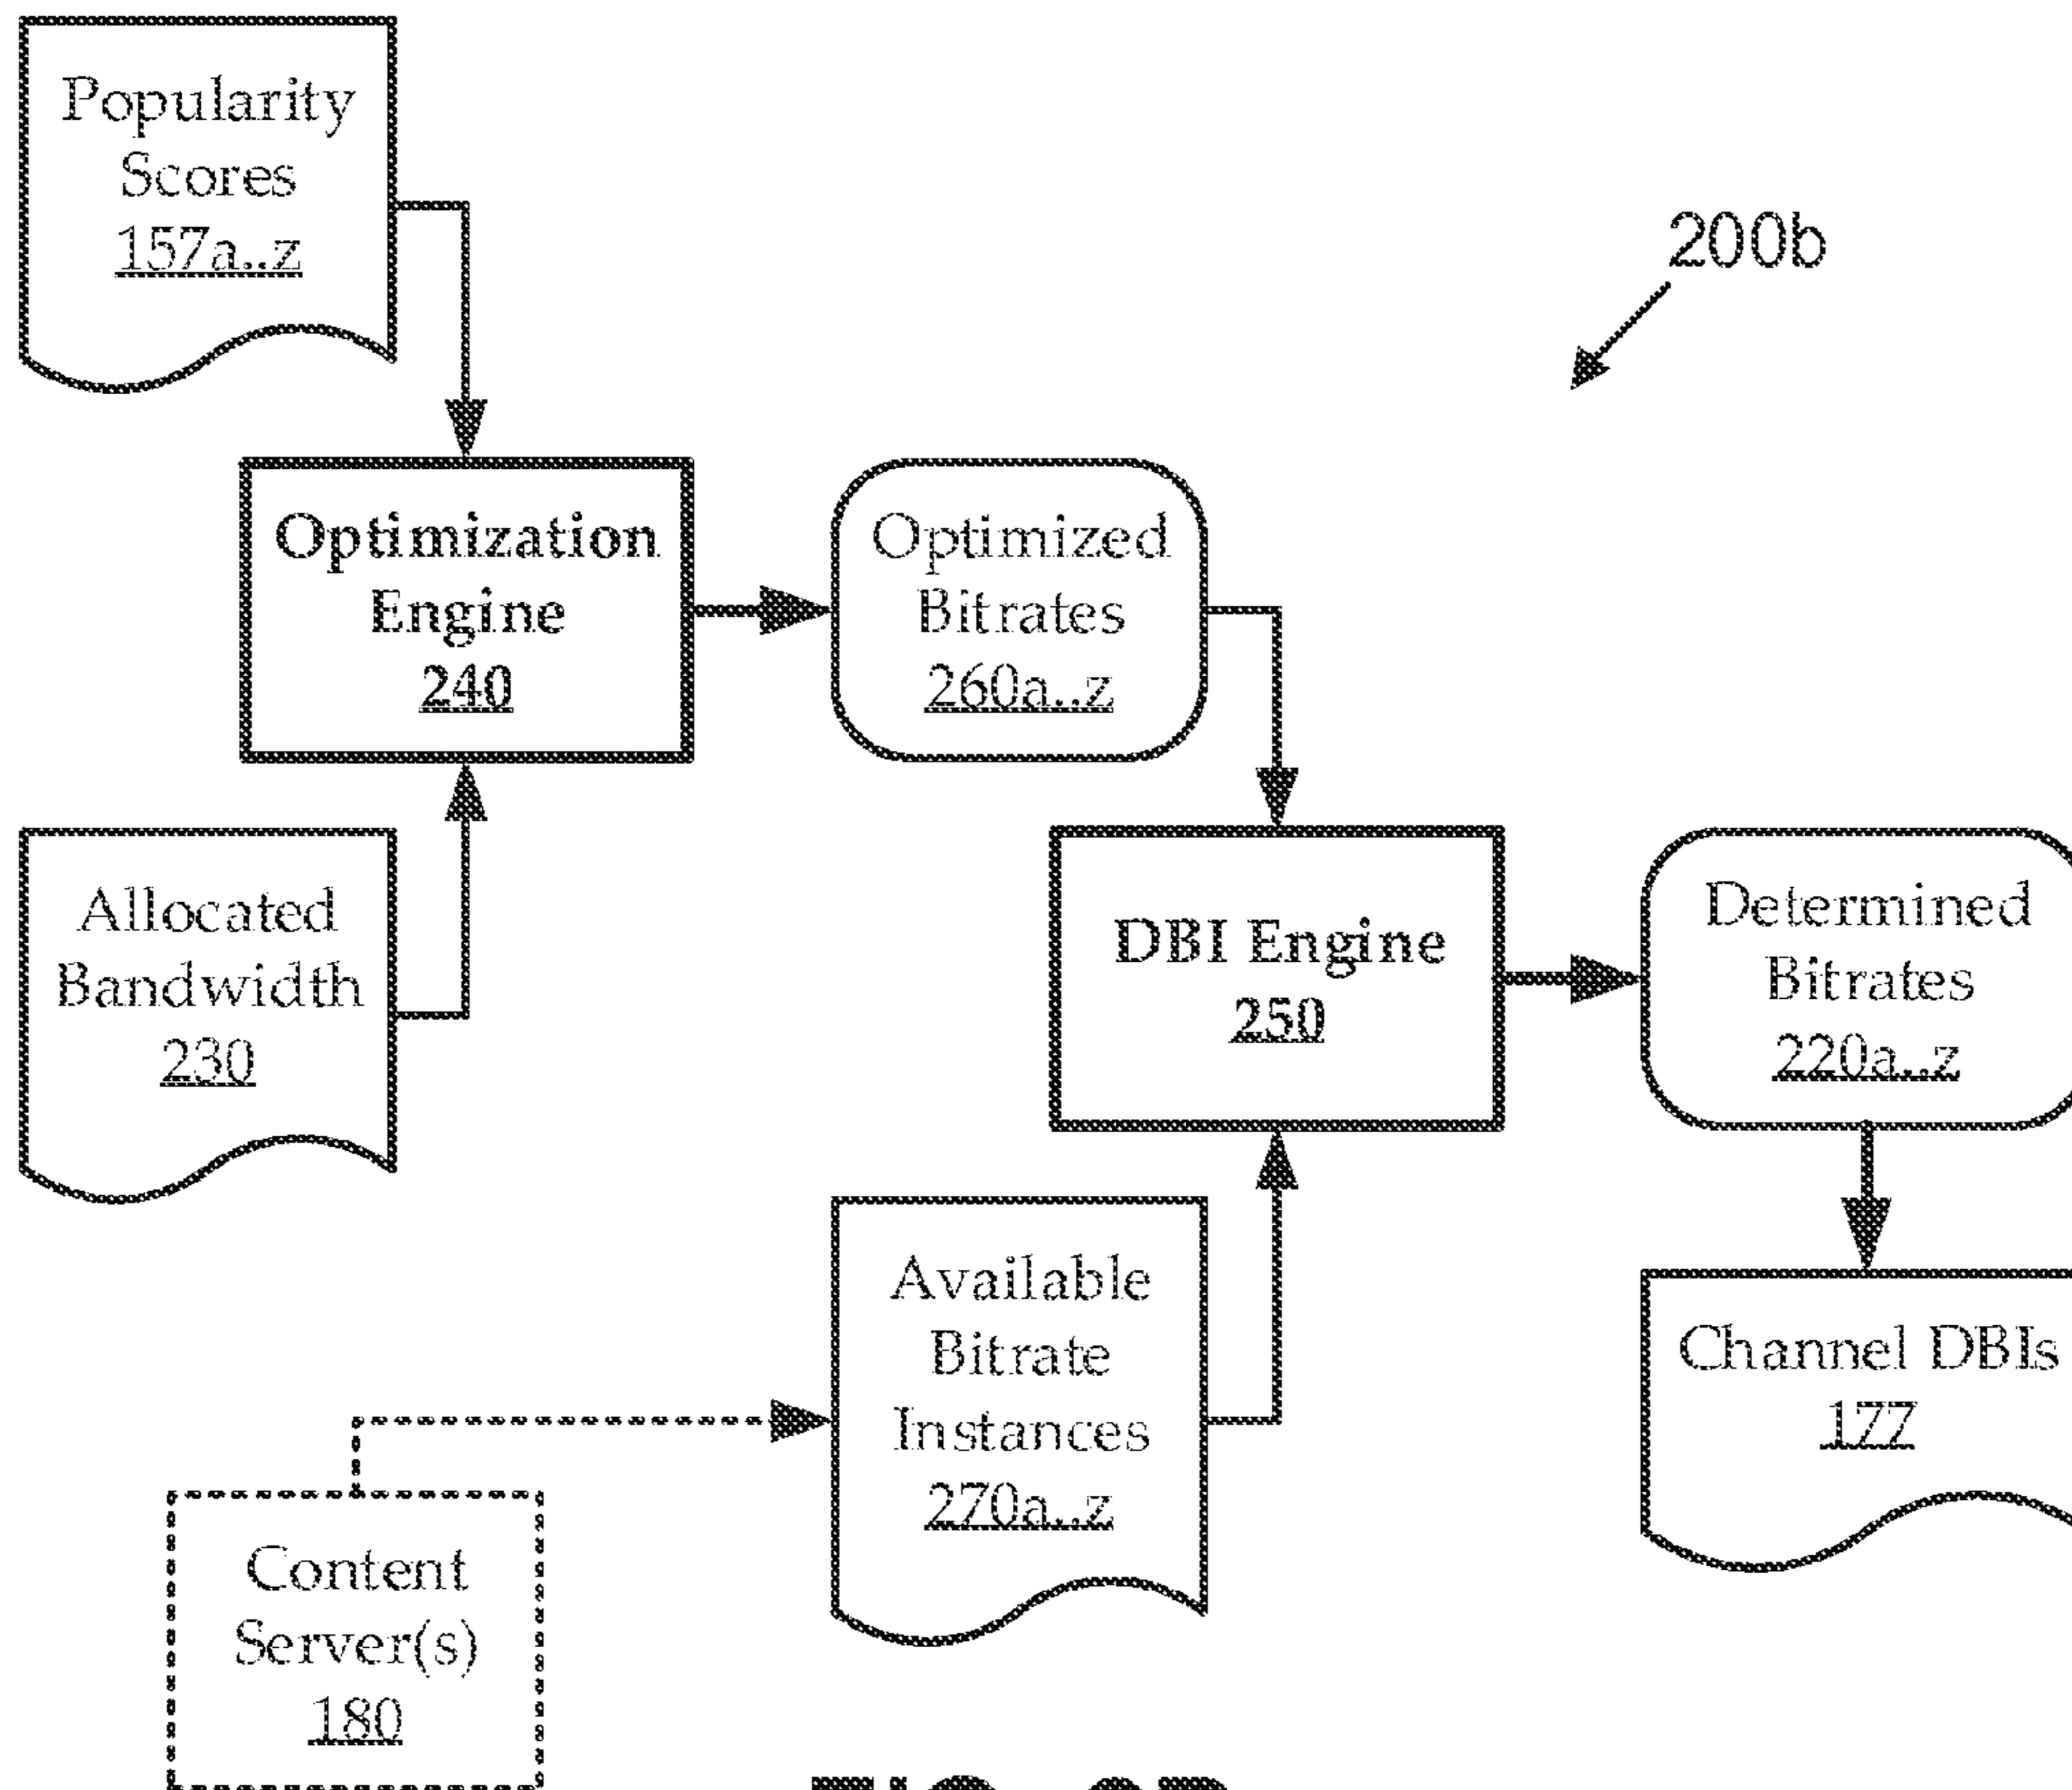 Popularity
Scores
157a..z
200b
Optimization
Engine
240
Optimized
Bitrates
260a..z
Allocated
Bandwidth
230
DBI Engine
250
Determined
Bitrates
220a..z
Available
Bitrate
Instances
270a..z
Channel DBIs
177
Content
Server(s)
180